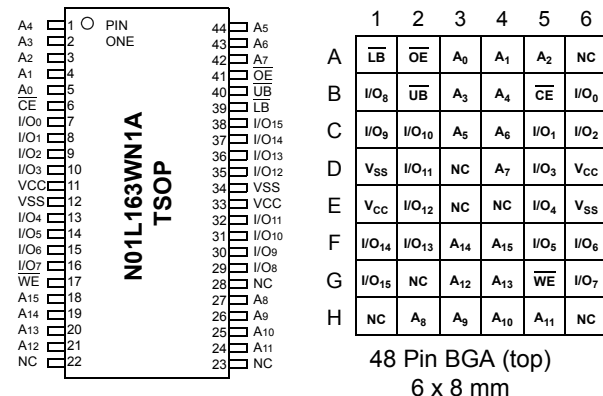 A4 1 PIN 44 A5
A3 2 ONE 43 A6
A2 3 42 A7
A1 4 41 OE
A0 5 40 UB
CE 6 39 LB
I/O0 7 38 I/O15
I/O1 8 37 I/O14
I/O2 9 36 I/O13
I/O3 10 35 I/O12
VCC 11 34 VSS
VSS 12 33 VCC
I/O4 13 32 I/O11
I/O5 14 31 I/O10
I/O6 15 30 I/O9
I/O7 16 29 I/O8
WE 17 28 NC
A15 18 27 A8
A14 19 26 A9
A13 20 25 A10
A12 21 24 A11
NC 22 23 NC
N01L163WN1A
TSOP
1 2 3 4 5 6
A LB OE A0 A1 A2 NC
B I/O8 UB A3 A4 CE I/O0
C I/O9 I/O10 A5 A6 I/O1 I/O2
D VSS I/O11 NC A7 I/O3 VCC
E VCC I/O12 NC NC I/O4 VSS
F I/O14 I/O13 A14 A15 I/O5 I/O6
G I/O15 NC A12 A13 WE I/O7
H NC A8 A9 A10 A11 NC
48 Pin BGA (top)
6 x 8 mm